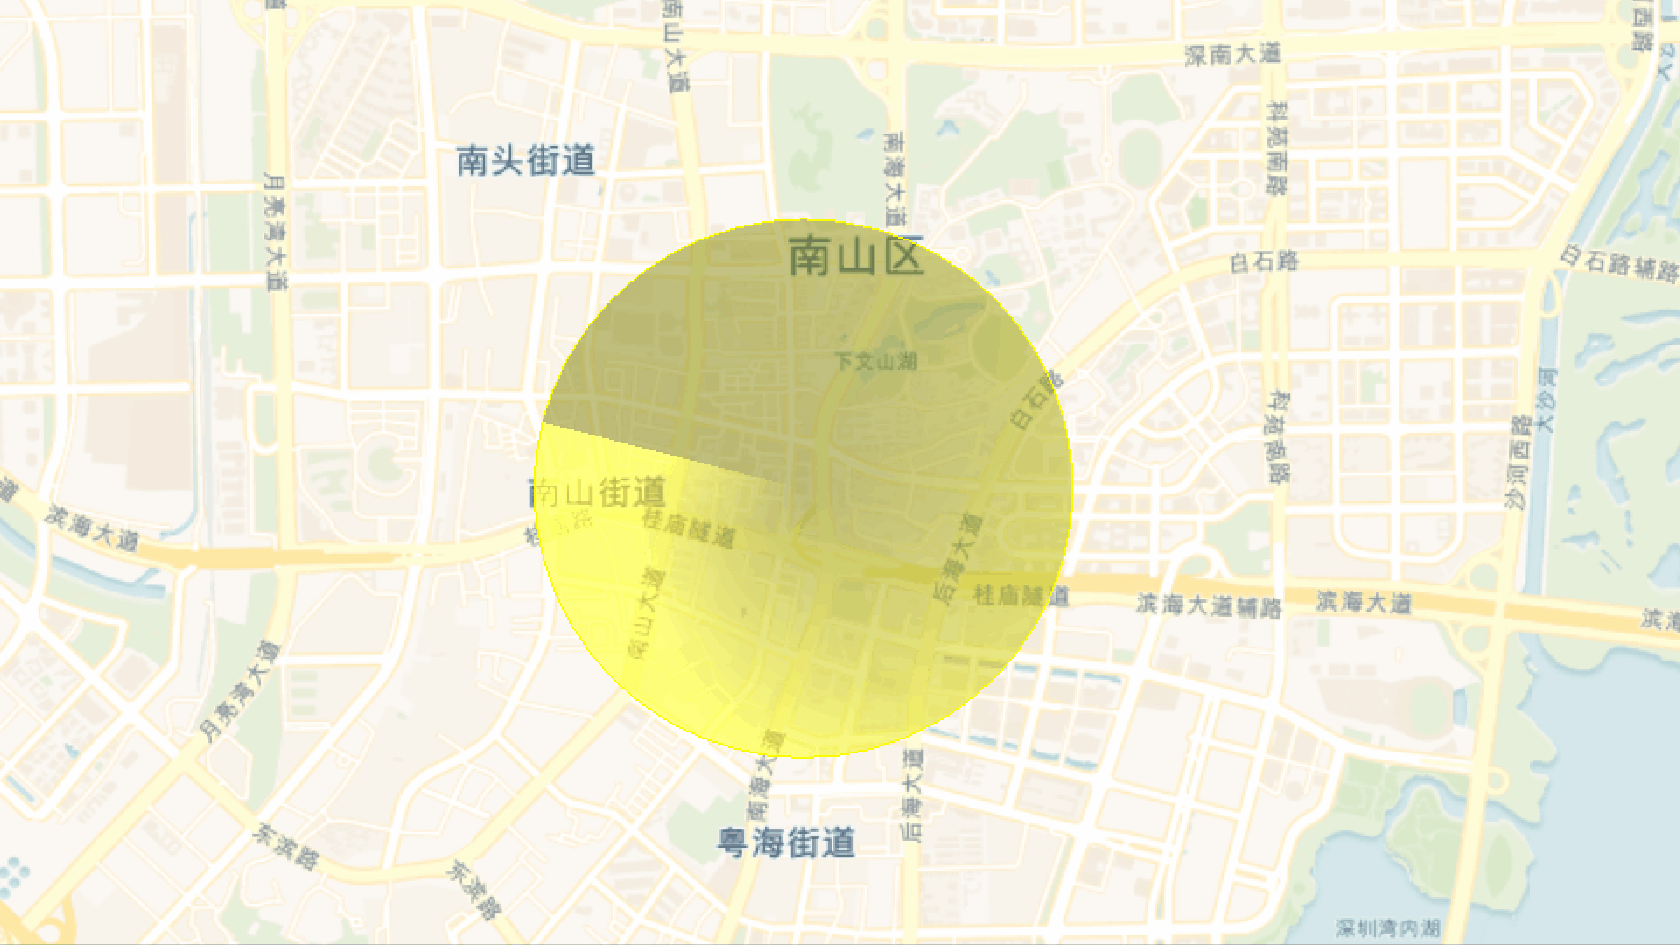 南山大道
深南大道
科苑南路
南海大道
南头街道
月亮湾大道
南山区
白石路
白石路辅路
下文山湖
白石路
大沙河
科苑南路
沙河西路
南山街道
桂庙隧道
滨海大道
后海大道
桂庙隧道
滨海大道辅路
滨海大道
滨海
南山大道
月亮湾大道
南海大道
后海大道
粤海街道
东滨路
东滨路
深圳湾内湖